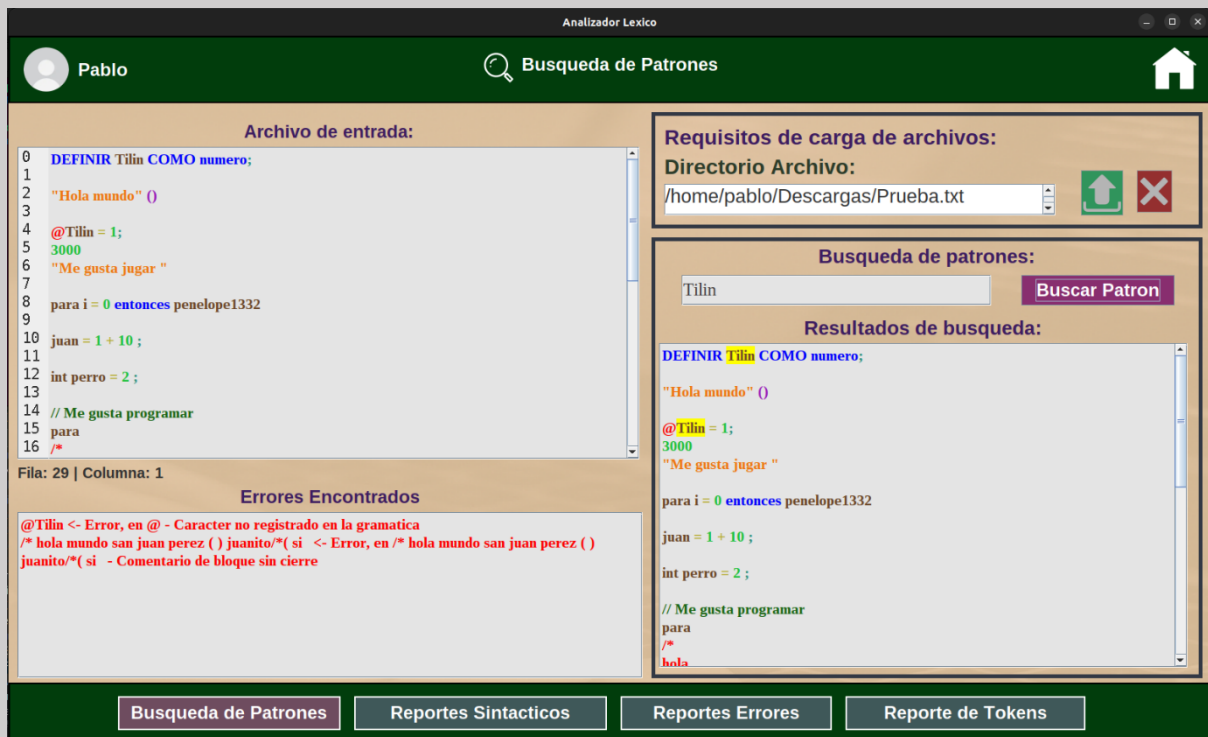 Analizador Lexico
Pablo
Busqueda de Patrones
Archivo de entrada:
0 DEFINIR Tilin COMO numero;
1
2 "Hola mundo" ()
3
4 @Tilin = 1;
5 3000
6 "Me gusta jugar "
7
8 para i = 0 entonces penelope1332
9
10 juan = 1 + 10 ;
11
12 int perro = 2 ;
13
14 // Me gusta programar
15 para
16 /*
Fila: 29 | Columna: 1
Errores Encontrados
@Tilin <- Error, en @ - Caracter no registrado en la gramatica
/* hola mundo san juan perez ( ) juanito/*( si <- Error, en /* hola mundo san juan perez ( )
juanito/*( si - Comentario de bloque sin cierre
Requisitos de carga de archivos:
Directorio Archivo:
/home/pablo/Descargas/Prueba.txt
Busqueda de patrones:
Tilin
Buscar Patron
Resultados de busqueda:
DEFINIR Tilin COMO numero;
"Hola mundo" ()
@Tilin = 1;
3000
"Me gusta jugar "
para i = 0 entonces penelope1332
juan = 1 + 10 ;
int perro = 2 ;
// Me gusta programar
para
/*
hola
Busqueda de Patrones
Reportes Sintacticos
Reportes Errores
Reporte de Tokens